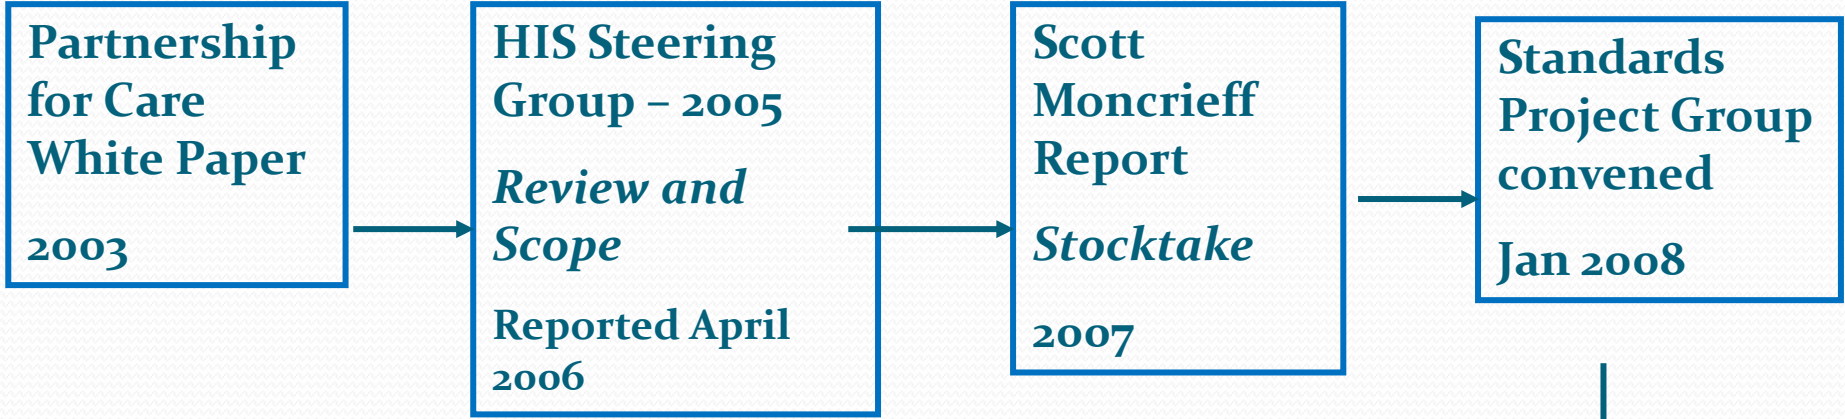 Partnership
for Care
White Paper
2003
HIS Steering
Group – 2005
Review and
Scope
Reported April
2006
Scott
Moncrieff
Report
Stocktake
2007
Standards
Project Group
convened
Jan 2008